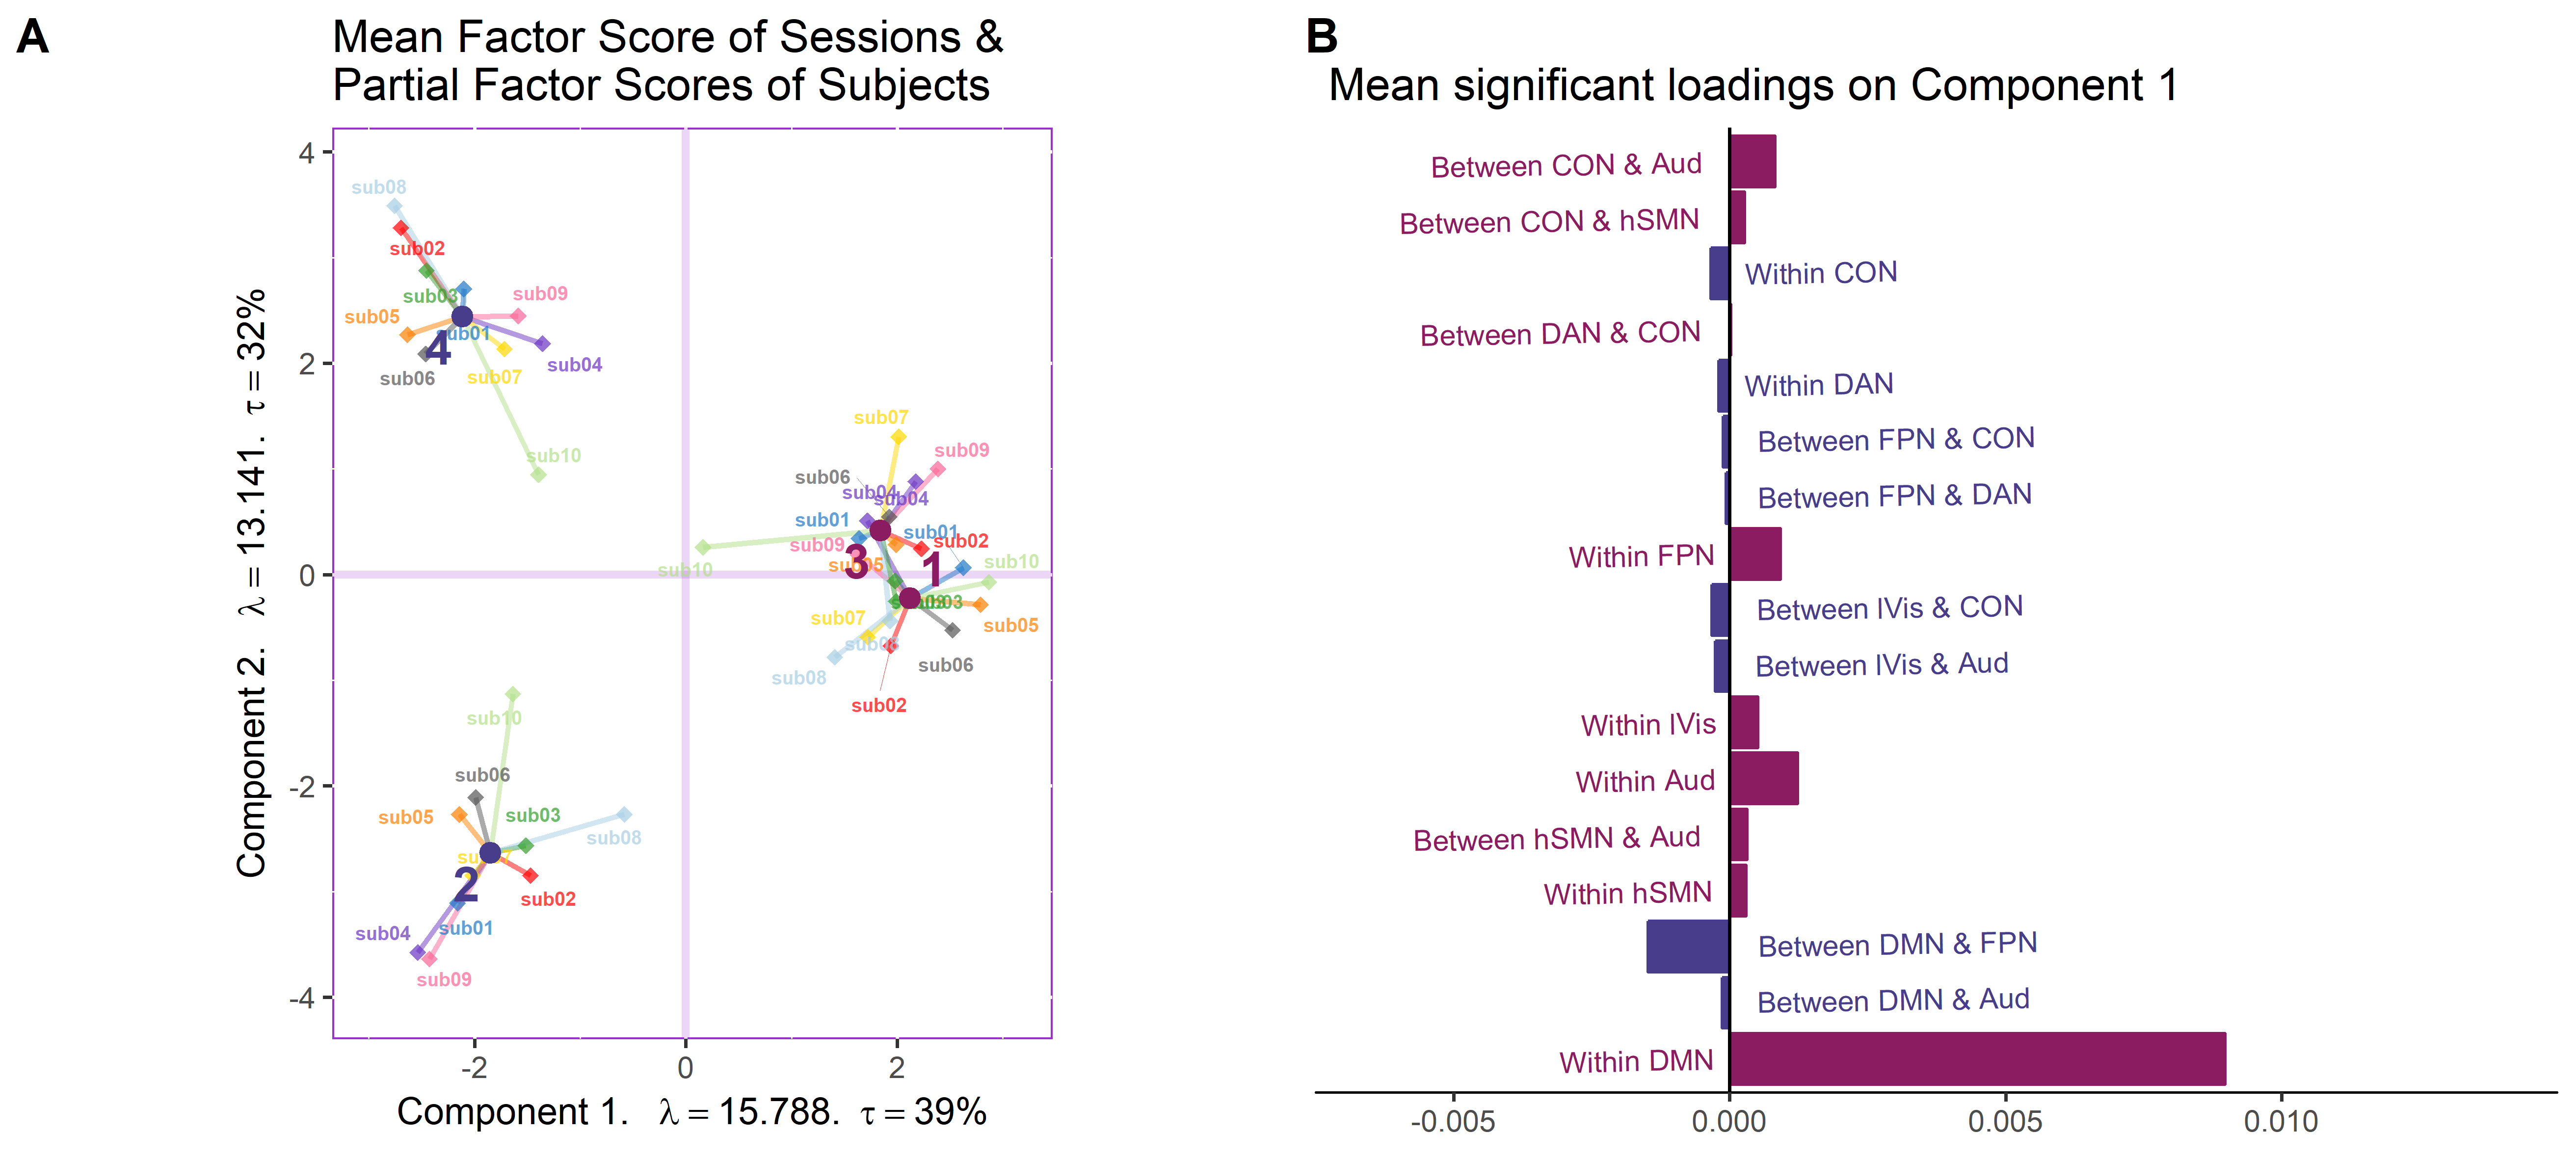 A
Mean Factor Score of Sessions &
Partial Factor Scores of Subjects
Component 2. λ = 13.141. τ = 32%
4
2
0
-2
-4
sub08
sub02
sub03
sub09
sub05
sub01
4
sub04
sub06
sub07
sub10
sub07
sub09
sub06
sub04
sub04
sub01
sub01
sub02
sub09
3
sub05
1
sub10
sub10
sub03
sub07
sub05
sub08
sub06
sub08
sub02
sub10
sub06
sub05
sub03
sub08
2
sub02
sub01
sub04
sub09
-2
0
2
Component 1. λ = 15.788. τ = 39%
B
Mean significant loadings on Component 1
Between CON & Aud
Between CON & hSMN
Within CON
Between DAN & CON
Within DAN
Between FPN & CON
Between FPN & DAN
Within FPN
Between lVis & CON
Between lVis & Aud
Within lVis
Within Aud
Between hSMN & Aud
Within hSMN
Between DMN & FPN
Between DMN & Aud
Within DMN
-0.005
0.000
0.005
0.010